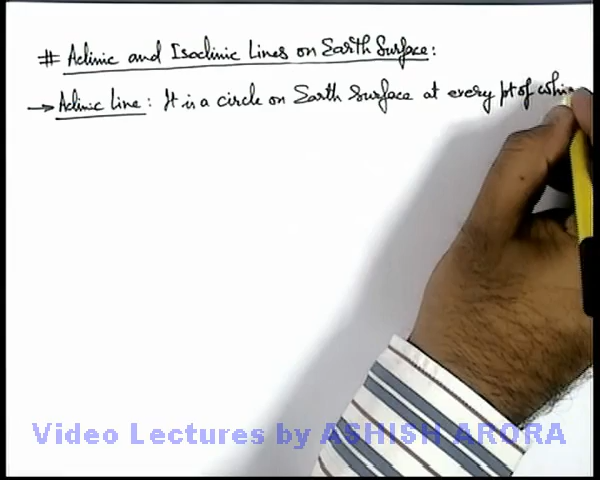 # Aclinic and Isoclinic Lines on Earth Surface:
→ Aclinic Line: It is a circle on Earth Surface at every pt of whi
Video Lectures by ASHISH ARORA